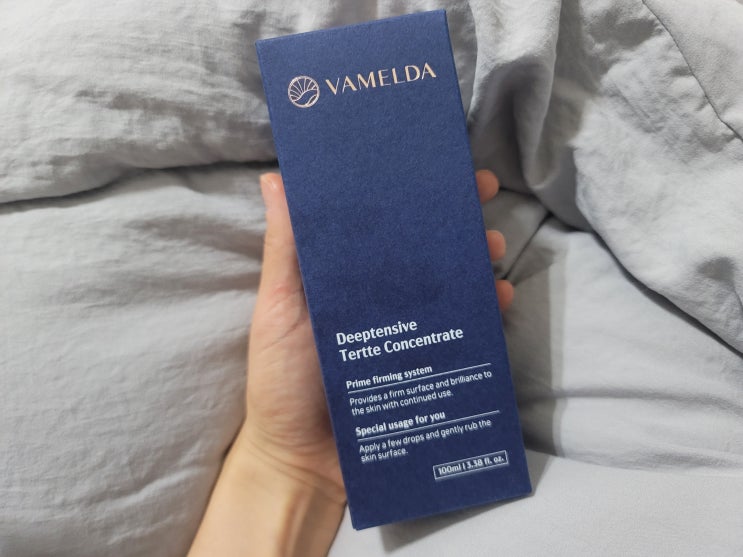 VAMELDA
Deeptensive
Tertte Concentrate
Prime firming system
Provides a firm surface and brilliance to
the skin with continued use.
Special usage for you
Apply a few drops and gently rub the
skin surface.
100ml | 3.38 fl. oz.